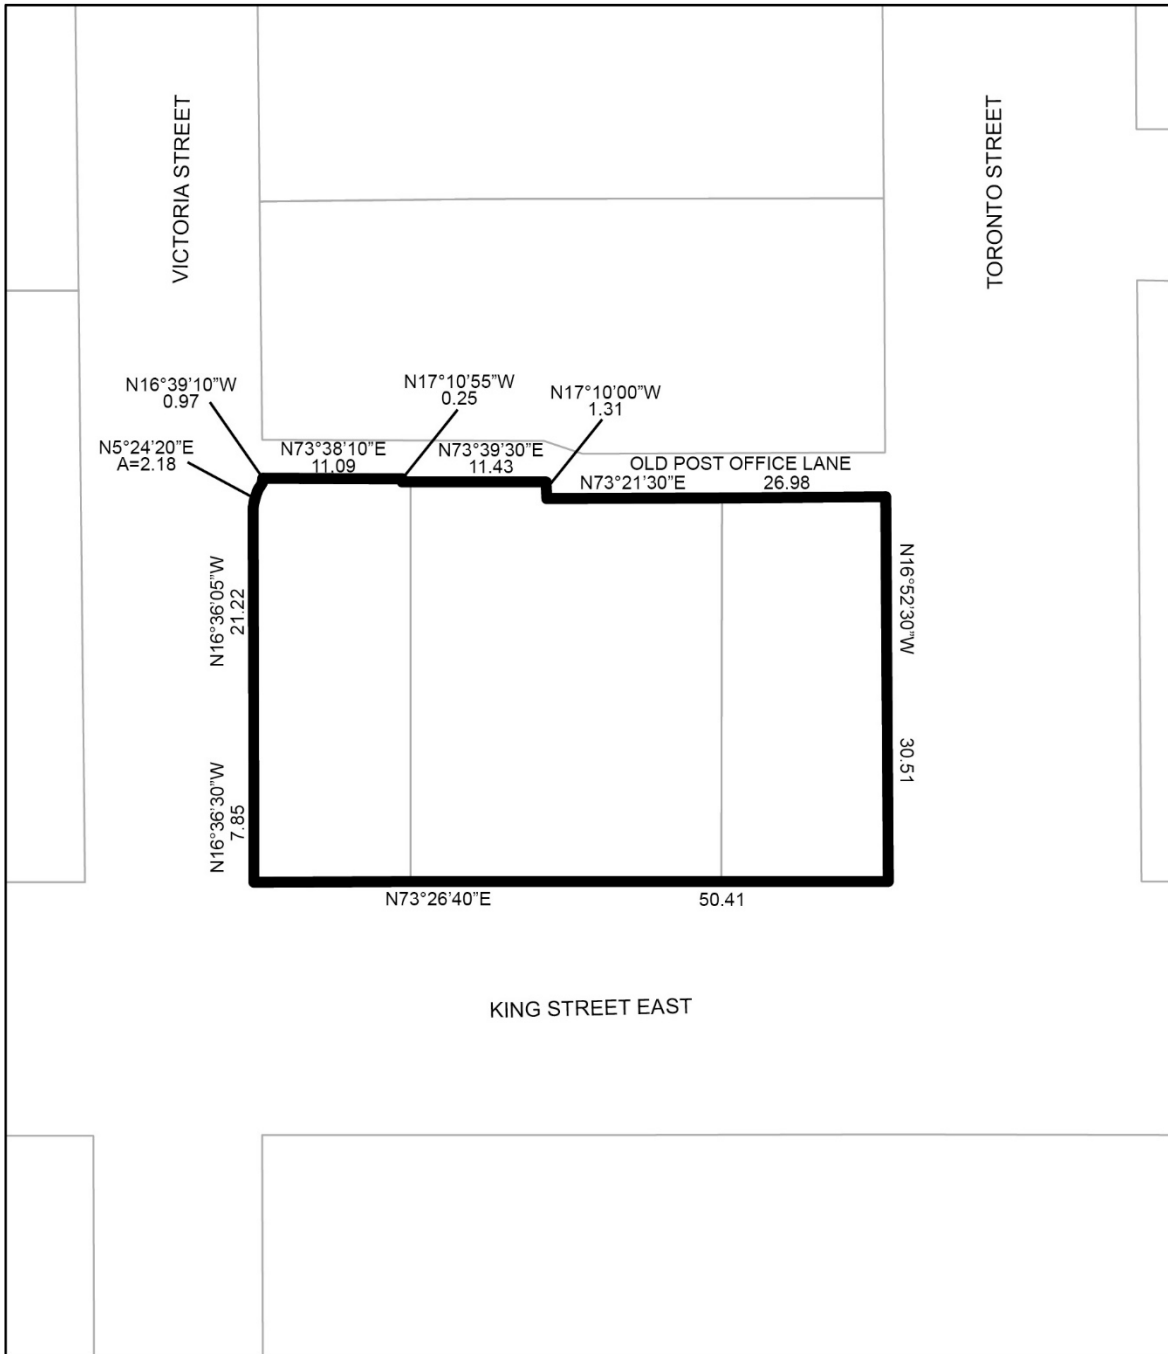 VICTORIA STREET
TORONTO STREET
N16°39’10”W
0.97
N17°10’55”W
0.25
N17°10’00”W
1.31
N5°24’20”E
A=2.18
N73°38’10”E
11.09
N73°39’30”E
11.43
OLD POST OFFICE LANE
N73°21’30”E
26.98
N16°36’05”W
21.22
N16°52’30”W
30.51
N16°36’30”W
7.85
N73°26’40”E
50.41
KING STREET EAST